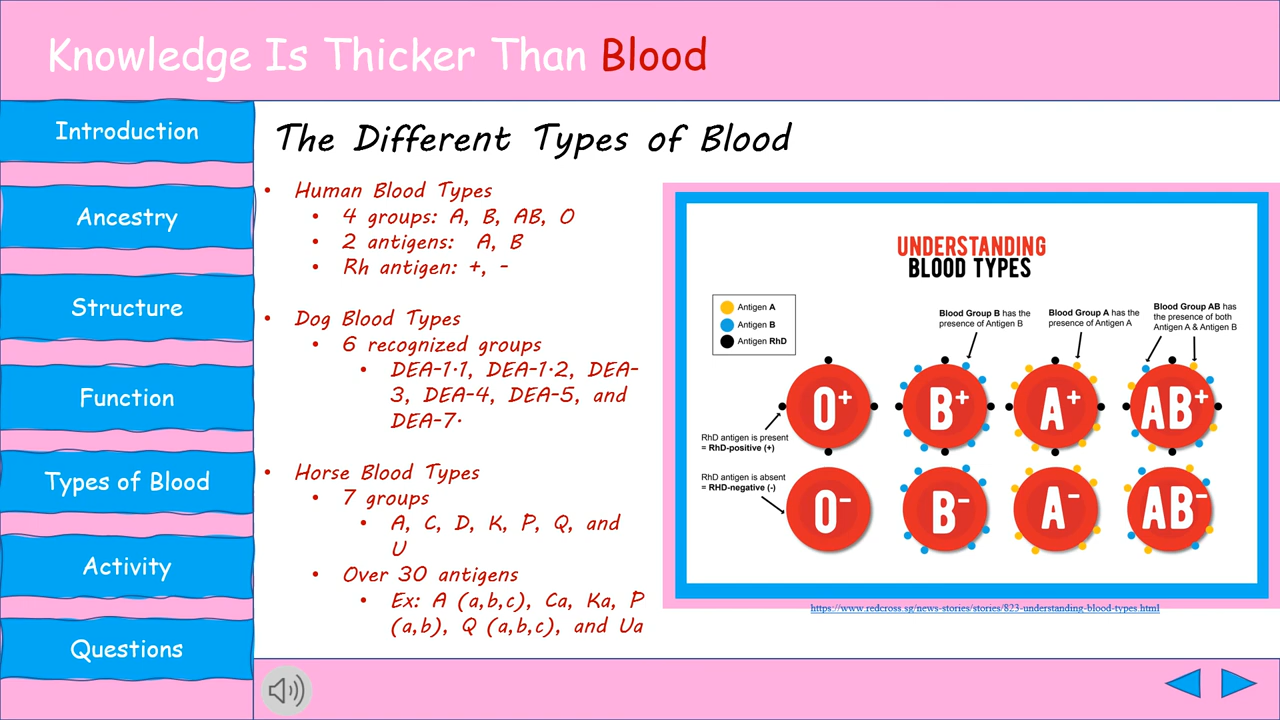 Knowledge Is Thicker Than Blood
Introduction
Ancestry
Structure
Function
Types of Blood
Activity
Questions
The Different Types of Blood
• Human Blood Types
• 4 groups: A, B, AB, O
• 2 antigens: A, B
• Rh antigen: +, -
• Dog Blood Types
• 6 recognized groups
• DEA-1.1, DEA-1.2, DEA-
3, DEA-4, DEA-5, and
DEA-7.
• Horse Blood Types
• 7 groups
• A, C, D, K, P, Q, and
U
• Over 30 antigens
• Ex: A (a,b,c), Ca, Ka, P
(a,b), Q (a,b,c), and Ua
UNDERSTANDING
BLOOD TYPES
Antigen A
Antigen B
Antigen RhD
Blood Group B has the
presence of Antigen B
Blood Group A has the
presence of Antigen A
Blood Group AB has
the presence of both
Antigen A & Antigen B
O+
B+
A+
AB+
RhD antigen is present
= RhD-positive (+)
RhD antigen is absent
= RHD-negative (-)
O-
B-
A-
AB-
https://www.redcross.sg/news-stories/stories/823-understanding-blood-types.html